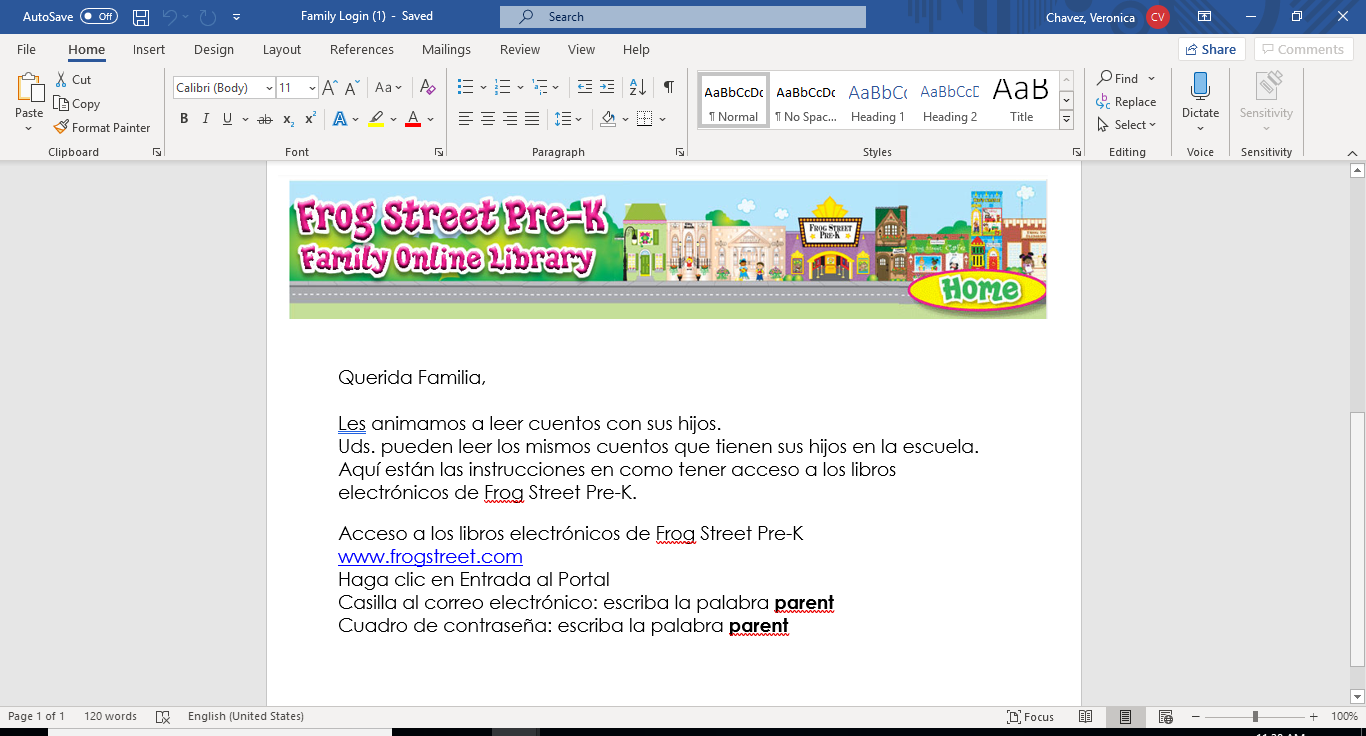 AutoSave Off Family Login (1) - Saved Search Chavez, Veronica CV
File Home Insert Design Layout References Mailings Review View Help Share Comments
Paste Cut Copy Format Painter
Clipboard
Calibri (Body) 11 Aa
B I U ab x2 x2 A A
Font
Paragraph
AaBbCcDc AaBbCcDc AaBbCc AaBbCcD AaB
¶ Normal ¶ No Spac... Heading 1 Heading 2 Title
Styles
Find
Replace
Select
Editing
Dictate
Voice
Sensitivity
Sensitivity
Frog Street Pre-K
Family Online Library
Frog Street
Pre-K
Home
Querida Familia,
Les animamos a leer cuentos con sus hijos.
Uds. pueden leer los mismos cuentos que tienen sus hijos en la escuela.
Aquí están las instrucciones en como tener acceso a los libros
electrónicos de Frog Street Pre-K.
Acceso a los libros electrónicos de Frog Street Pre-K
www.frogstreet.com
Haga clic en Entrada al Portal
Casilla al correo electrónico: escriba la palabra parent
Cuadro de contraseña: escriba la palabra parent
Page 1 of 1 120 words English (United States) Focus 100%